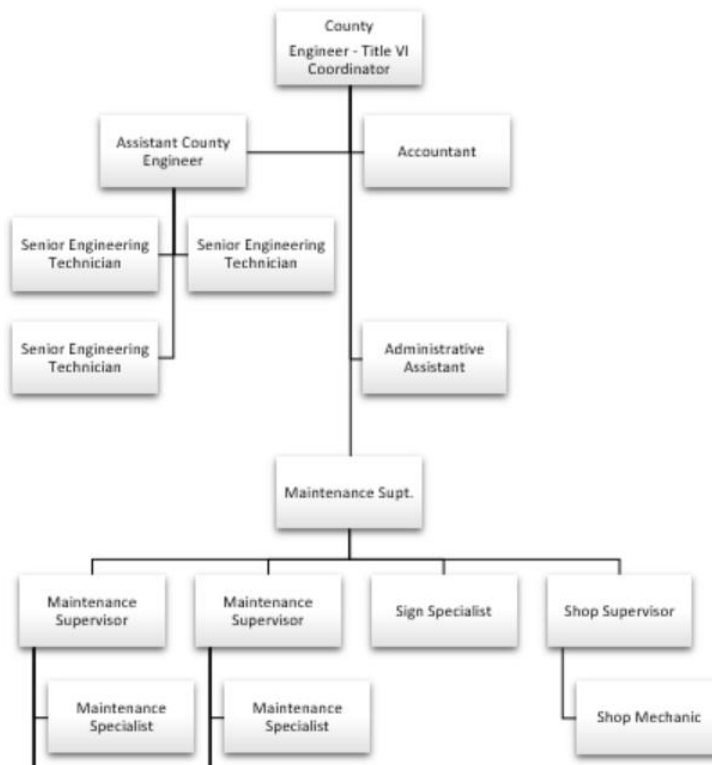 County
Engineer - Title VI
Coordinator
Assistant County
Engineer
Accountant
Senior Engineering
Technician
Senior Engineering
Technician
Senior Engineering
Technician
Administrative
Assistant
Maintenance Supt.
Maintenance
Supervisor
Maintenance
Supervisor
Sign Specialist
Shop Supervisor
Maintenance
Specialist
Maintenance
Specialist
Shop Mechanic